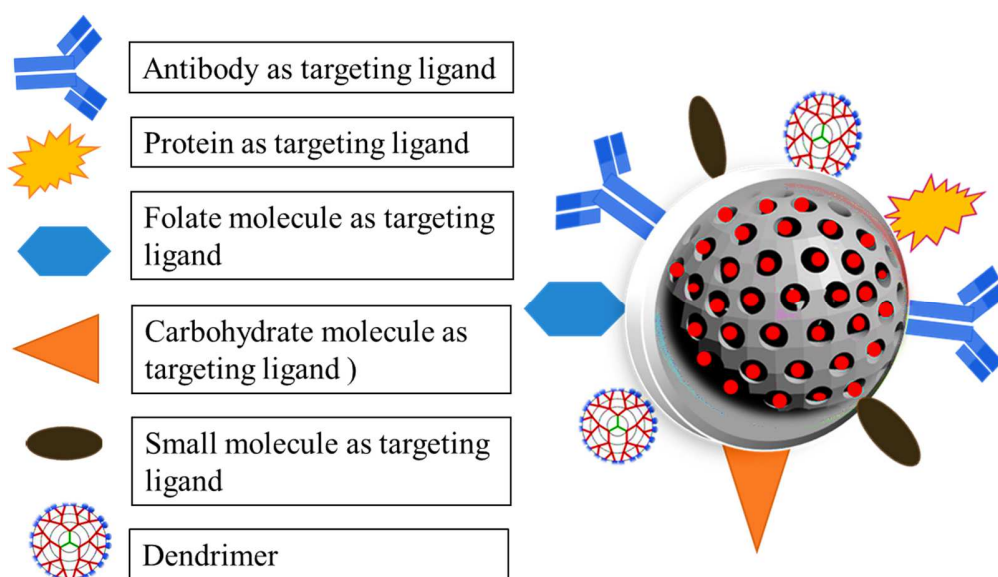 Antibody as targeting ligand
Protein as targeting ligand
Folate molecule as targeting
ligand
Carbohydrate molecule as
targeting ligand )
Small molecule as targeting
ligand
Dendrimer